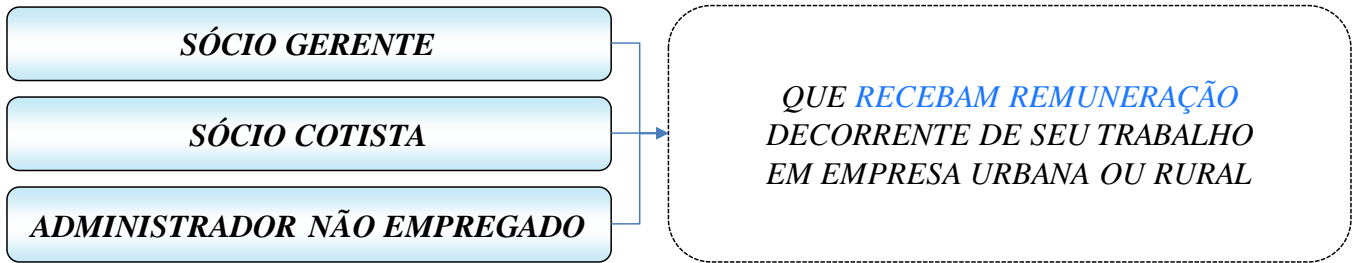 SÓCIO GERENTE
SÓCIO COTISTA
ADMINISTRADOR NÃO EMPREGADO
QUE RECEBAM REMUNERAÇÃO
DECORRENTE DE SEU TRABALHO
EM EMPRESA URBANA OU RURAL